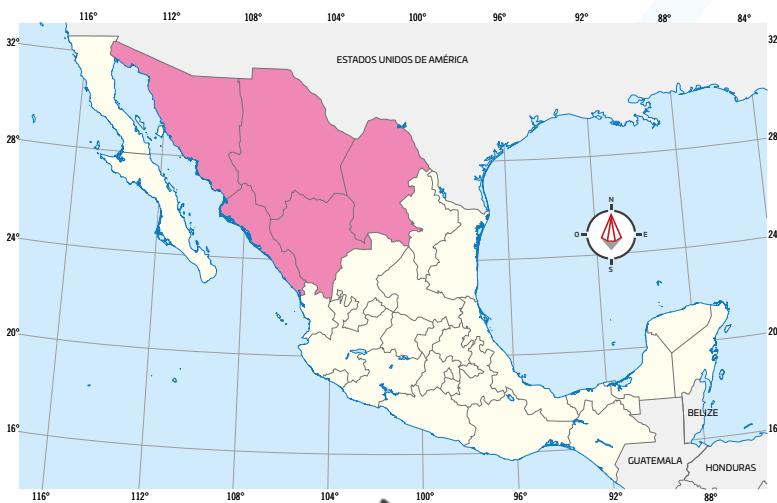 116° 112° 108° 104° 100° 96° 92° 88° 84°
32° 32
ESTADOS UNIDOS DE AMÉRICA
28° 28
N
O E
S
24° 24
20° 20
BELIZE
16° 16
GUATEMALA
HONDURAS
116° 112° 108° 104° 100° 96° 92° 88°